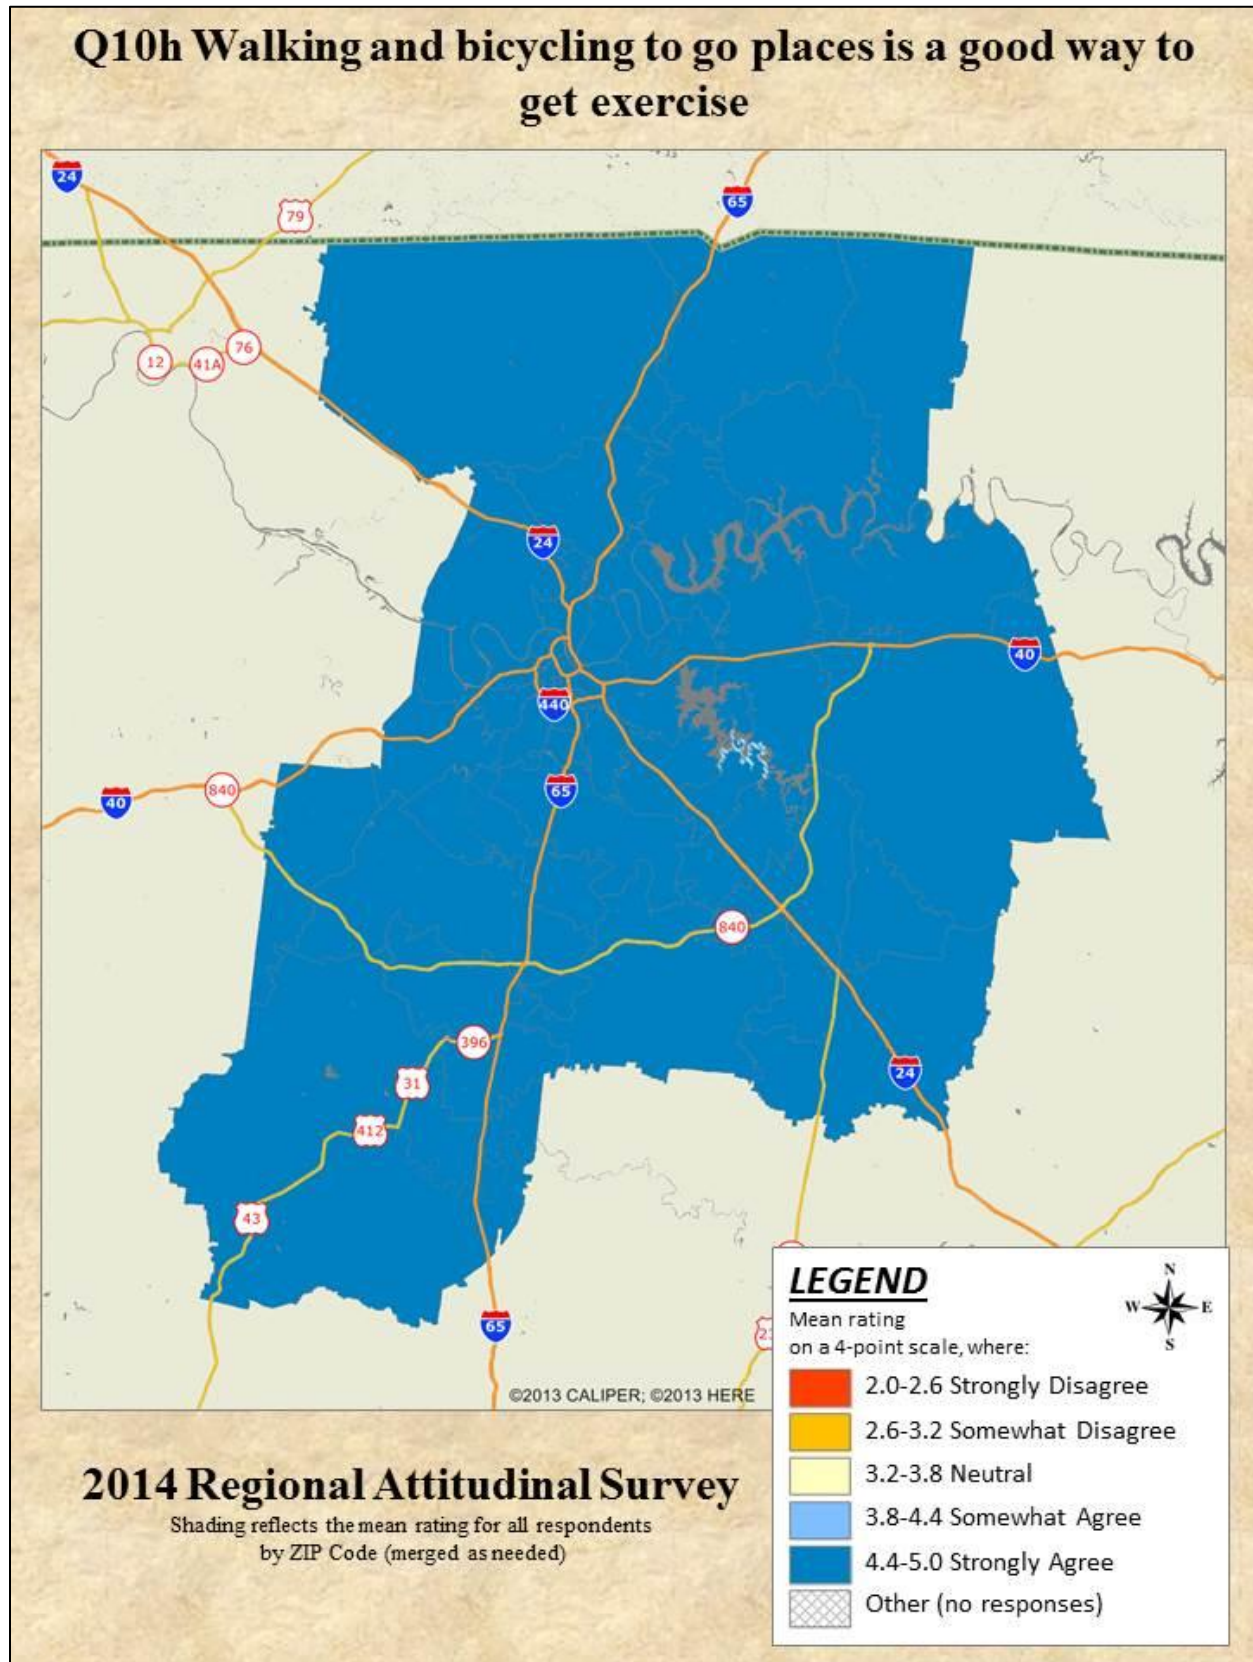 Q10h Walking and bicycling to go places is a good way to
get exercise
24
65
79
76
12
41A
24
40
440
840
40
65
840
396
24
31
412
43
65
©2013 CALIPER; ©2013 HERE
LEGEND
N
W
E
S
Mean rating
on a 4-point scale, where:
2.0-2.6 Strongly Disagree
2.6-3.2 Somewhat Disagree
3.2-3.8 Neutral
3.8-4.4 Somewhat Agree
4.4-5.0 Strongly Agree
Other (no responses)
2014 Regional Attitudinal Survey
Shading reflects the mean rating for all respondents
by ZIP Code (merged as needed)